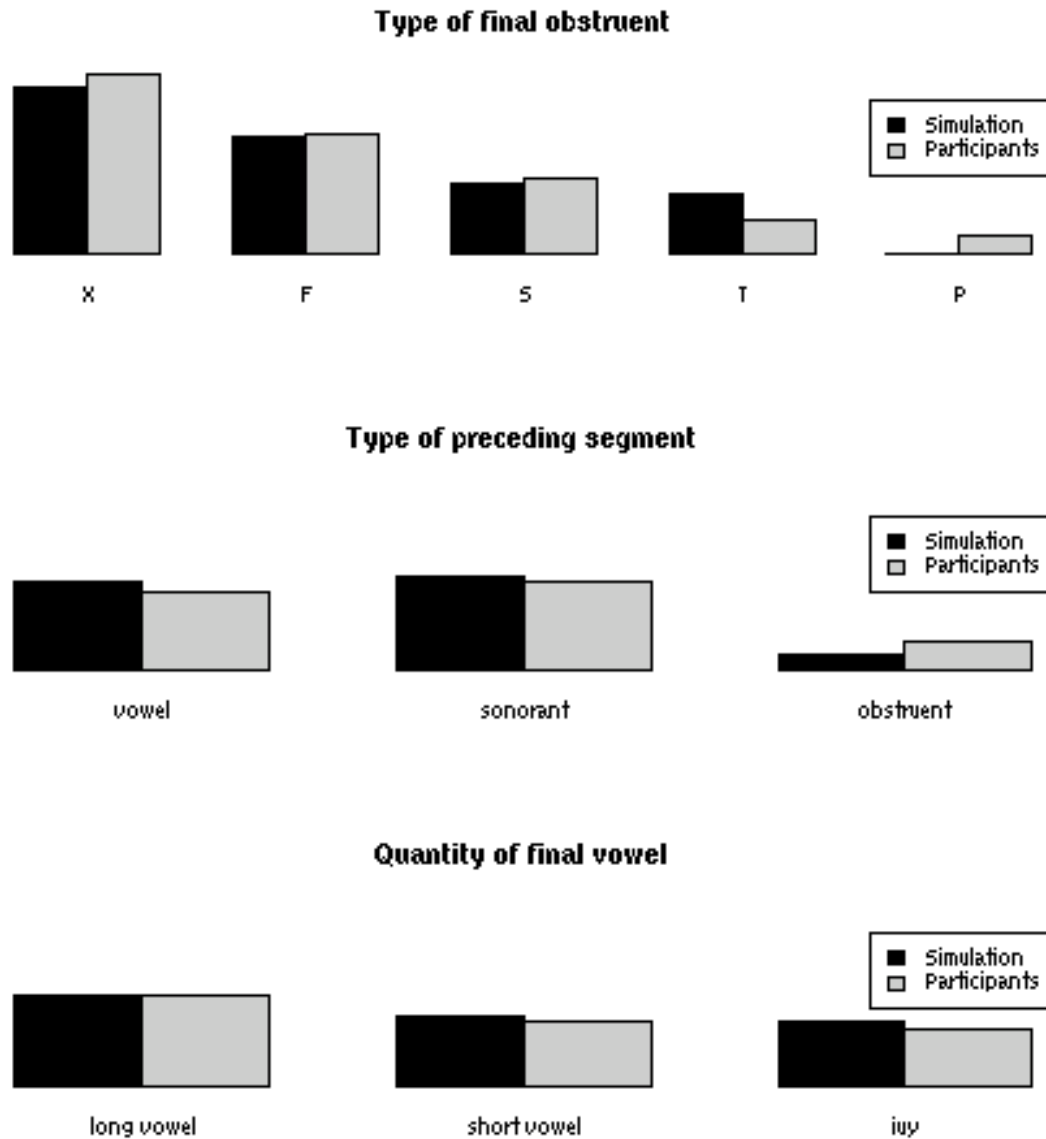 Type of final obstruent
Simulation
Participants
X F S T P
Type of preceding segment
Simulation
Participants
vowel sonorant obstruent
Quantity of final vowel
Simulation
Participants
long vowel short vowel iuy